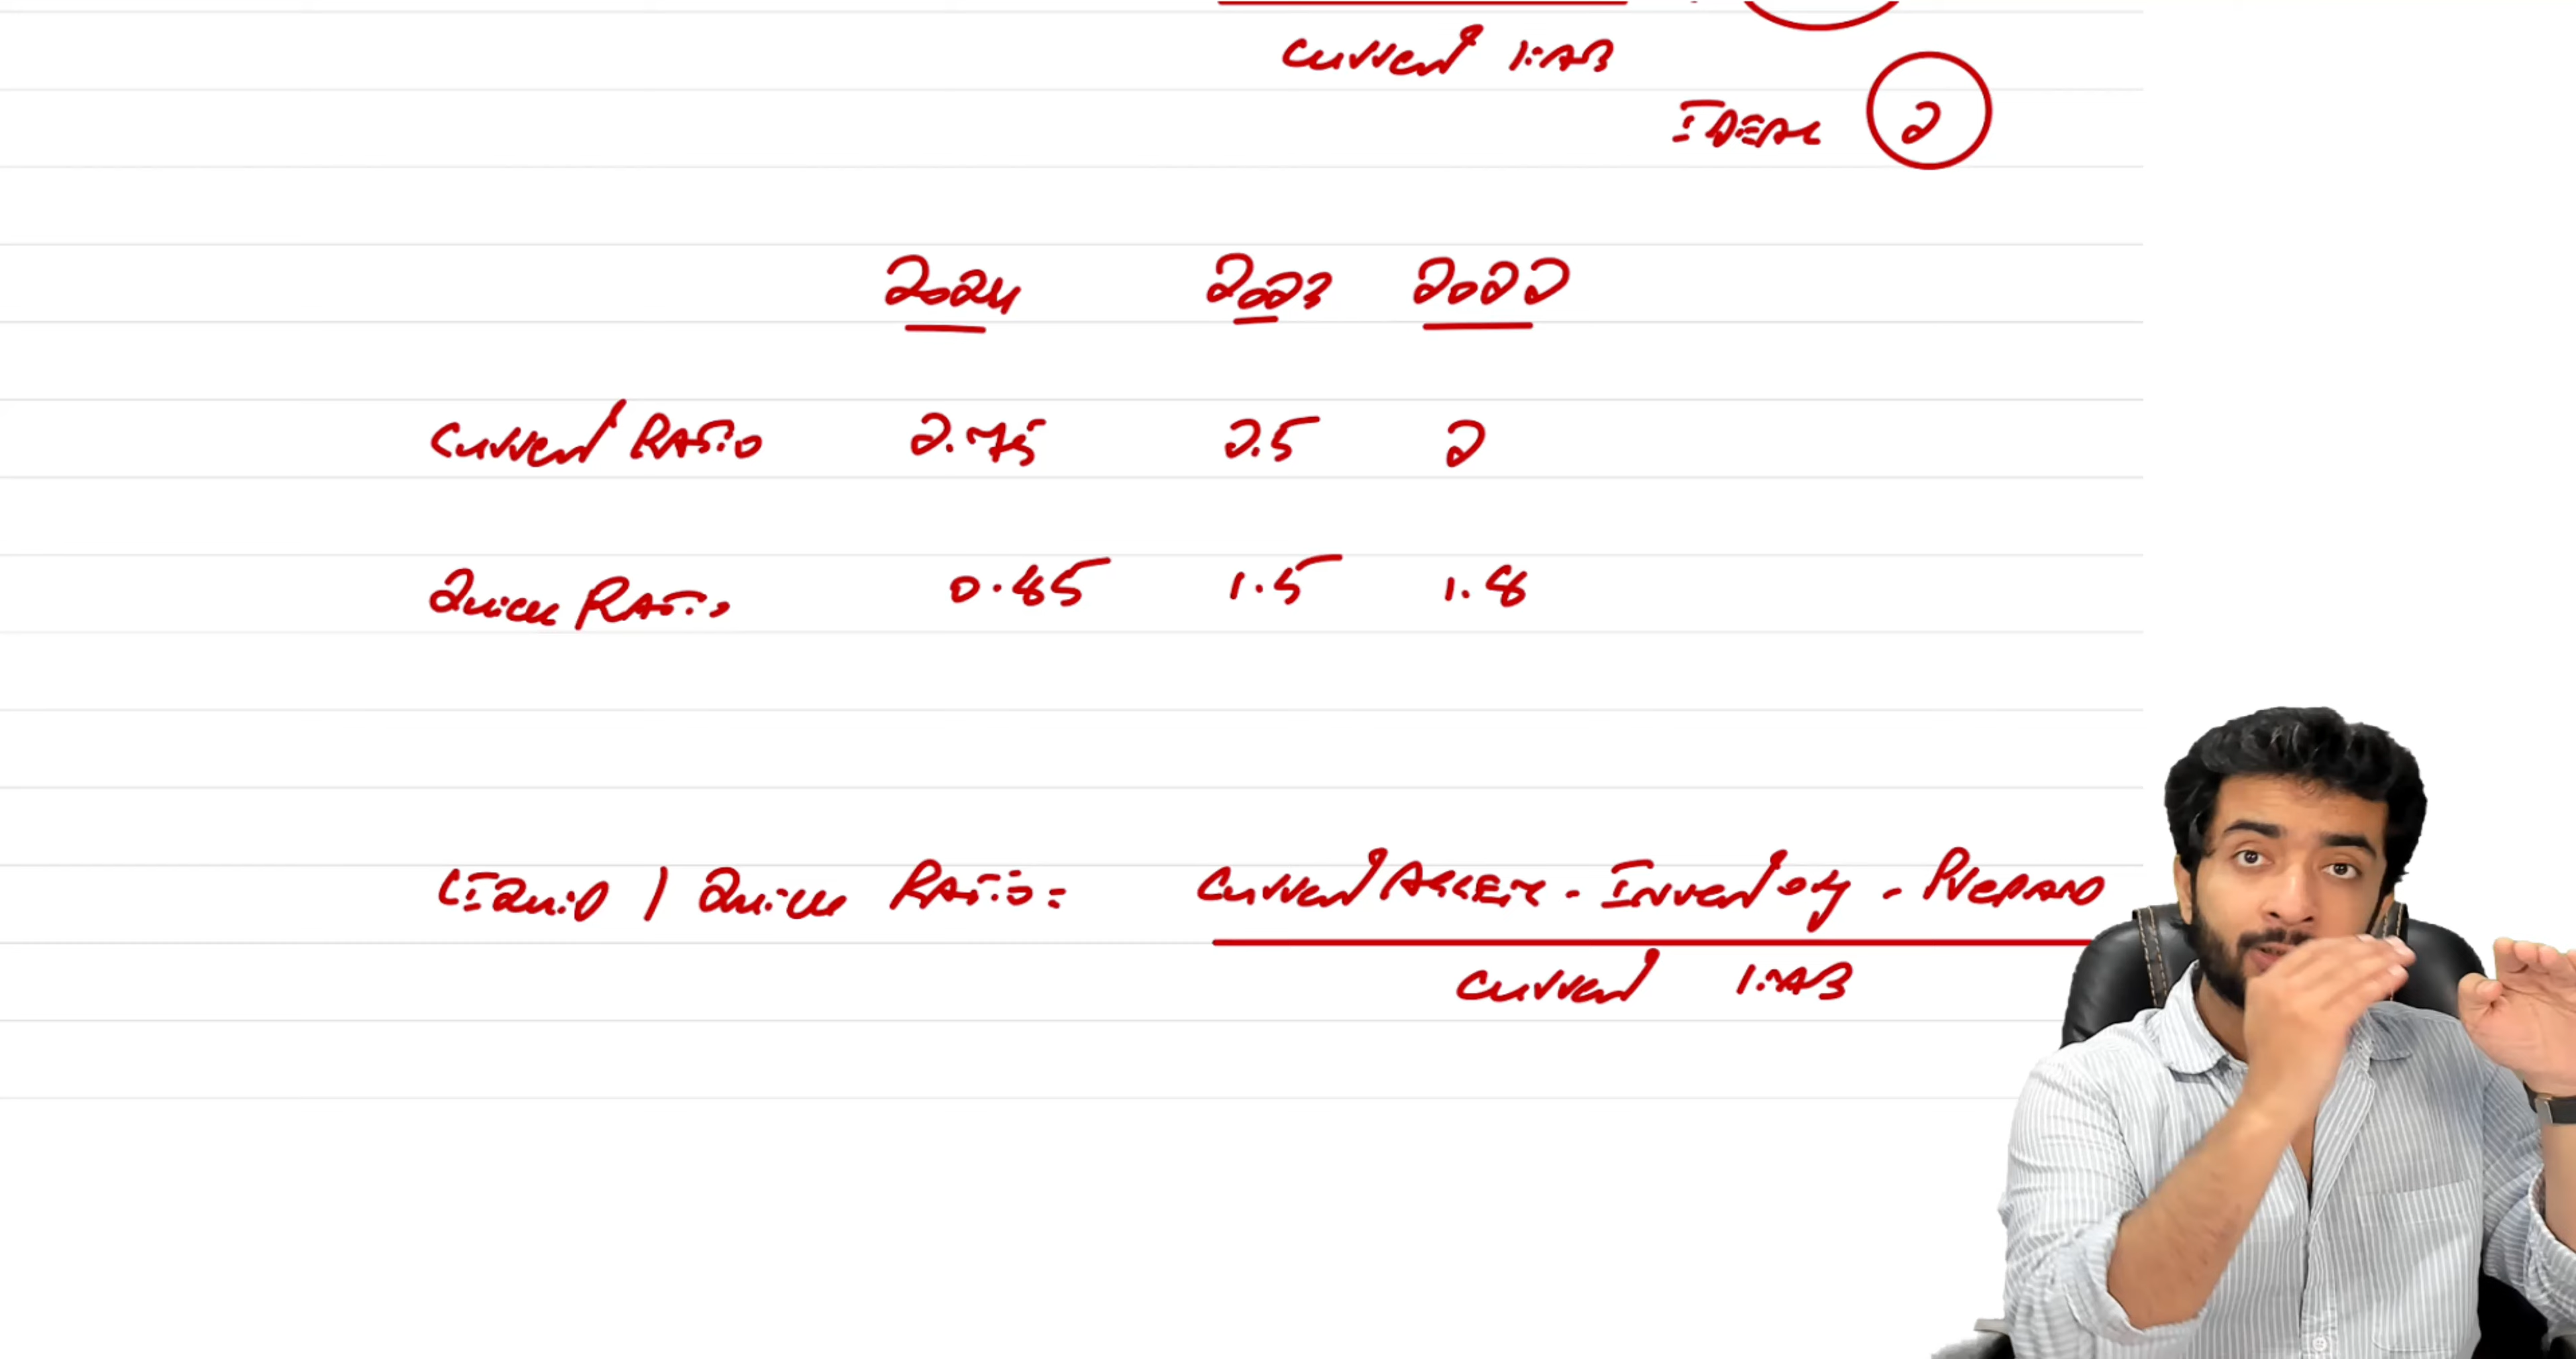 Current LIAB
IDEAL 2
2024 2023 2022
Current RATIO 2.75 2.5 2
Quick RATIO 0.85 1.5 1.8
LIQUID / Quick RATIO = Current ASSETS - Inventory - Prepaid
Current LIAB